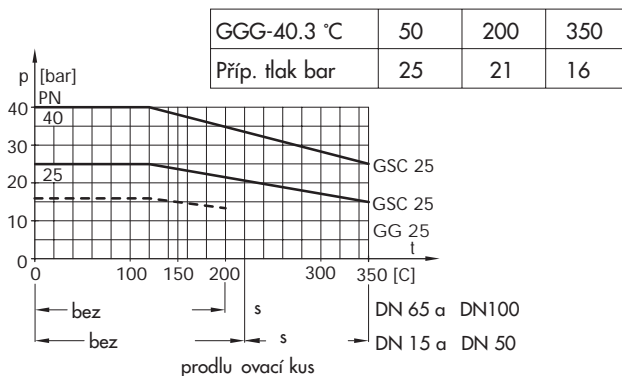 GGG-40.3 °C 50 200 350
Příp. tlak bar 25 21 16
p [bar]
PN
40
40
30
25
20
10
0
GSC 25
GSC 25
GG 25
t
0 100 150 200 300 350 [C]
bez s DN 65 a DN100
bez s DN 15 a DN 50
prodlu ovací kus